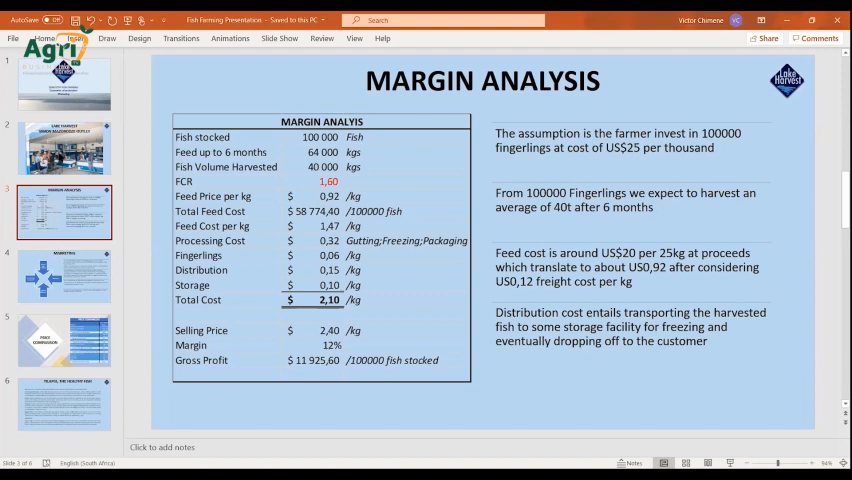 AutoSave Off
Fish Farming Presentation - Saved to this PC
Search
Victor Chimene VC
File Home Insert Draw Design Transitions Animations Slide Show Review View Help
Share Comments
Agri
TV
1
2
3
4
5
6
MARGIN ANALYSIS
Lake Harvest
MARGIN ANALYIS
Fish stocked 100 000 Fish
Feed up to 6 months 64 000 kgs
Fish Volume Harvested 40 000 kgs
FCR 1,60
Feed Price per kg $ 0,92 /kg
Total Feed Cost $ 58 774,40 /100000 fish
Feed Cost per kg $ 1,47 /kg
Processing Cost $ 0,32 Gutting;Freezing;Packaging
Fingerlings $ 0,06 /kg
Distribution $ 0,15 /kg
Storage $ 0,10 /kg
Total Cost $ 2,10 /kg
Selling Price $ 2,40 /kg
Margin 12%
Gross Profit $ 11 925,60 /100000 fish stocked
The assumption is the farmer invest in 100000
fingerlings at cost of US$25 per thousand
From 100000 Fingerlings we expect to harvest an
average of 40t after 6 months
Feed cost is around US$20 per 25kg at proceeds
which translate to about US0,92 after considering
US0,12 freight cost per kg
Distribution cost entails transporting the harvested
fish to some storage facility for freezing and
eventually dropping off to the customer
Click to add notes
Slide 3 of 6 English (South Africa) Notes 94%